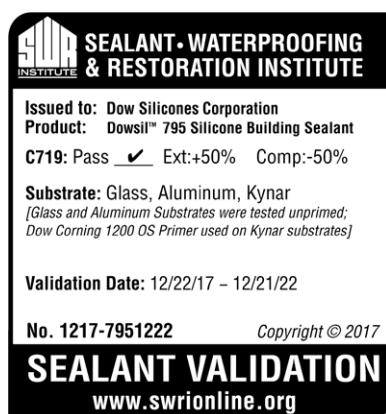 SWR
INSTITUTE
SEALANT • WATERPROOFING
& RESTORATION INSTITUTE
Issued to: Dow Silicones Corporation
Product: Dowsil™ 795 Silicone Building Sealant
C719: Pass ✔ Ext:+50% Comp:-50%
Substrate: Glass, Aluminum, Kynar
[Glass and Aluminum Substrates were tested unprimed;
Dow Corning 1200 OS Primer used on Kynar substrates]
Validation Date: 12/22/17 – 12/21/22
No. 1217-7951222 Copyright © 2017
SEALANT VALIDATION
www.swrionline.org